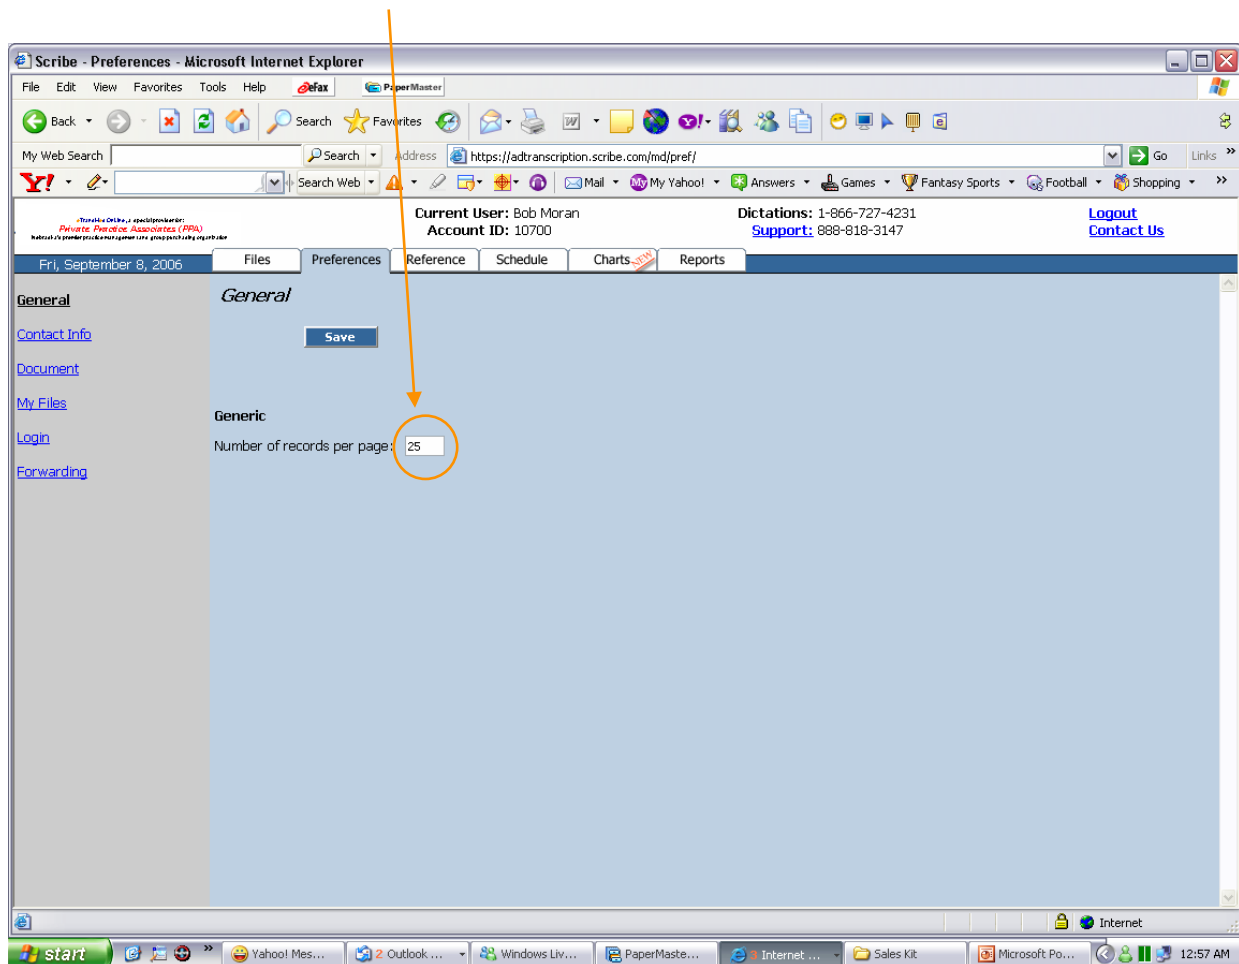 Scribe - Preferences - Microsoft Internet Explorer
File Edit View Favorites Tools Help eFax PaperMaster
Back Search Favorites
My Web Search Search Address https://adtranscription.scribe.com/md/pref/ Go Links »
Y! Search Web Mail My Yahoo! Answers Games Fantasy Sports Football Shopping »
Current User: Bob Moran Dictations: 1-866-727-4231 Logout
Private Practice Associates (PPA) Account ID: 10700 Support: 888-818-3147 Contact Us
Fri, September 8, 2006 Files Preferences Reference Schedule Charts NEW Reports
General General
Save
Contact Info
Document
My Files
Generic
Login
Number of records per page: 25
Forwarding
Internet
start » Yahoo! Mes... 2 Outlook ... Windows Liv... PaperMaste... 8 Internet ... Sales Kit Microsoft Po... 12:57 AM